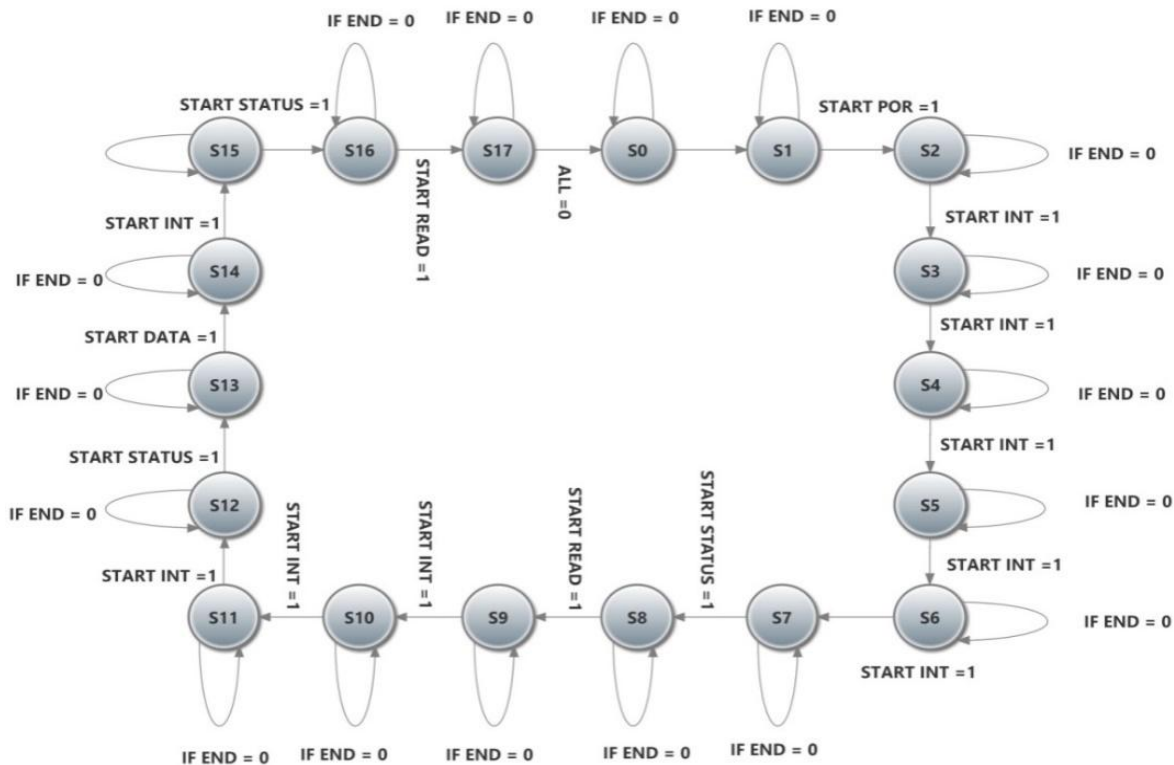 IF END = 0
IF END = 0
IF END = 0
IF END = 0
START STATUS =1
START POR =1
S15
S16
S17
S0
S1
S2
IF END = 0
START READ =1
ALL =0
START INT =1
START INT =1
S14
S3
IF END = 0
IF END = 0
START DATA =1
START INT =1
S13
S4
IF END = 0
IF END = 0
START STATUS =1
START INT =1
S12
S5
IF END = 0
IF END = 0
START INT =1
START INT =1
START INT =1
START READ =1
START STATUS =1
START INT =1
S11
S10
S9
S8
S7
S6
IF END = 0
START INT =1
IF END = 0
IF END = 0
IF END = 0
IF END = 0
IF END = 0